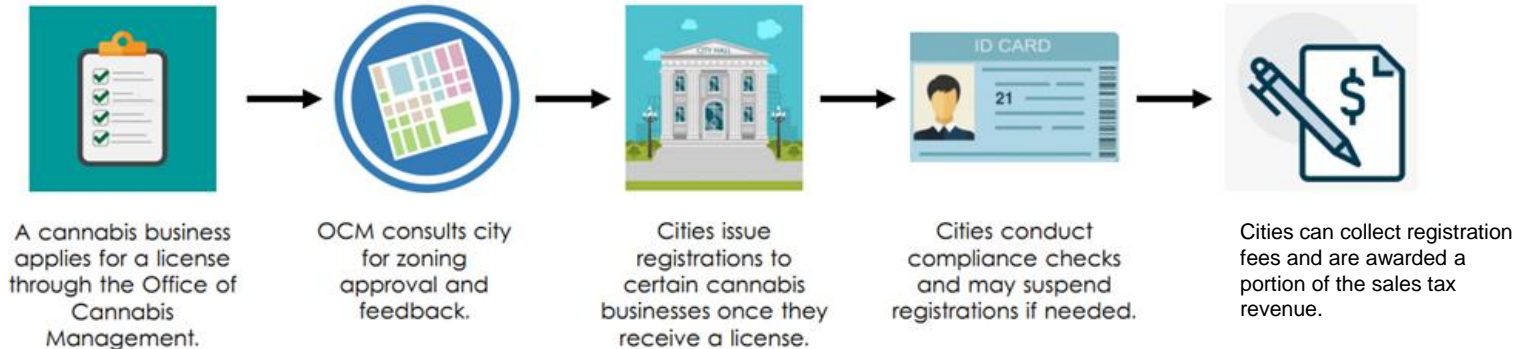 CITY HALL
ID CARD
21
A cannabis business
applies for a license
through the Office of
Cannabis
Management.
OCM consults city
for zoning
approval and
feedback.
Cities issue
registrations to
certain cannabis
businesses once they
receive a license.
Cities conduct
compliance checks
and may suspend
registrations if needed.
Cities can collect registration
fees and are awarded a
portion of the sales tax
revenue.
$